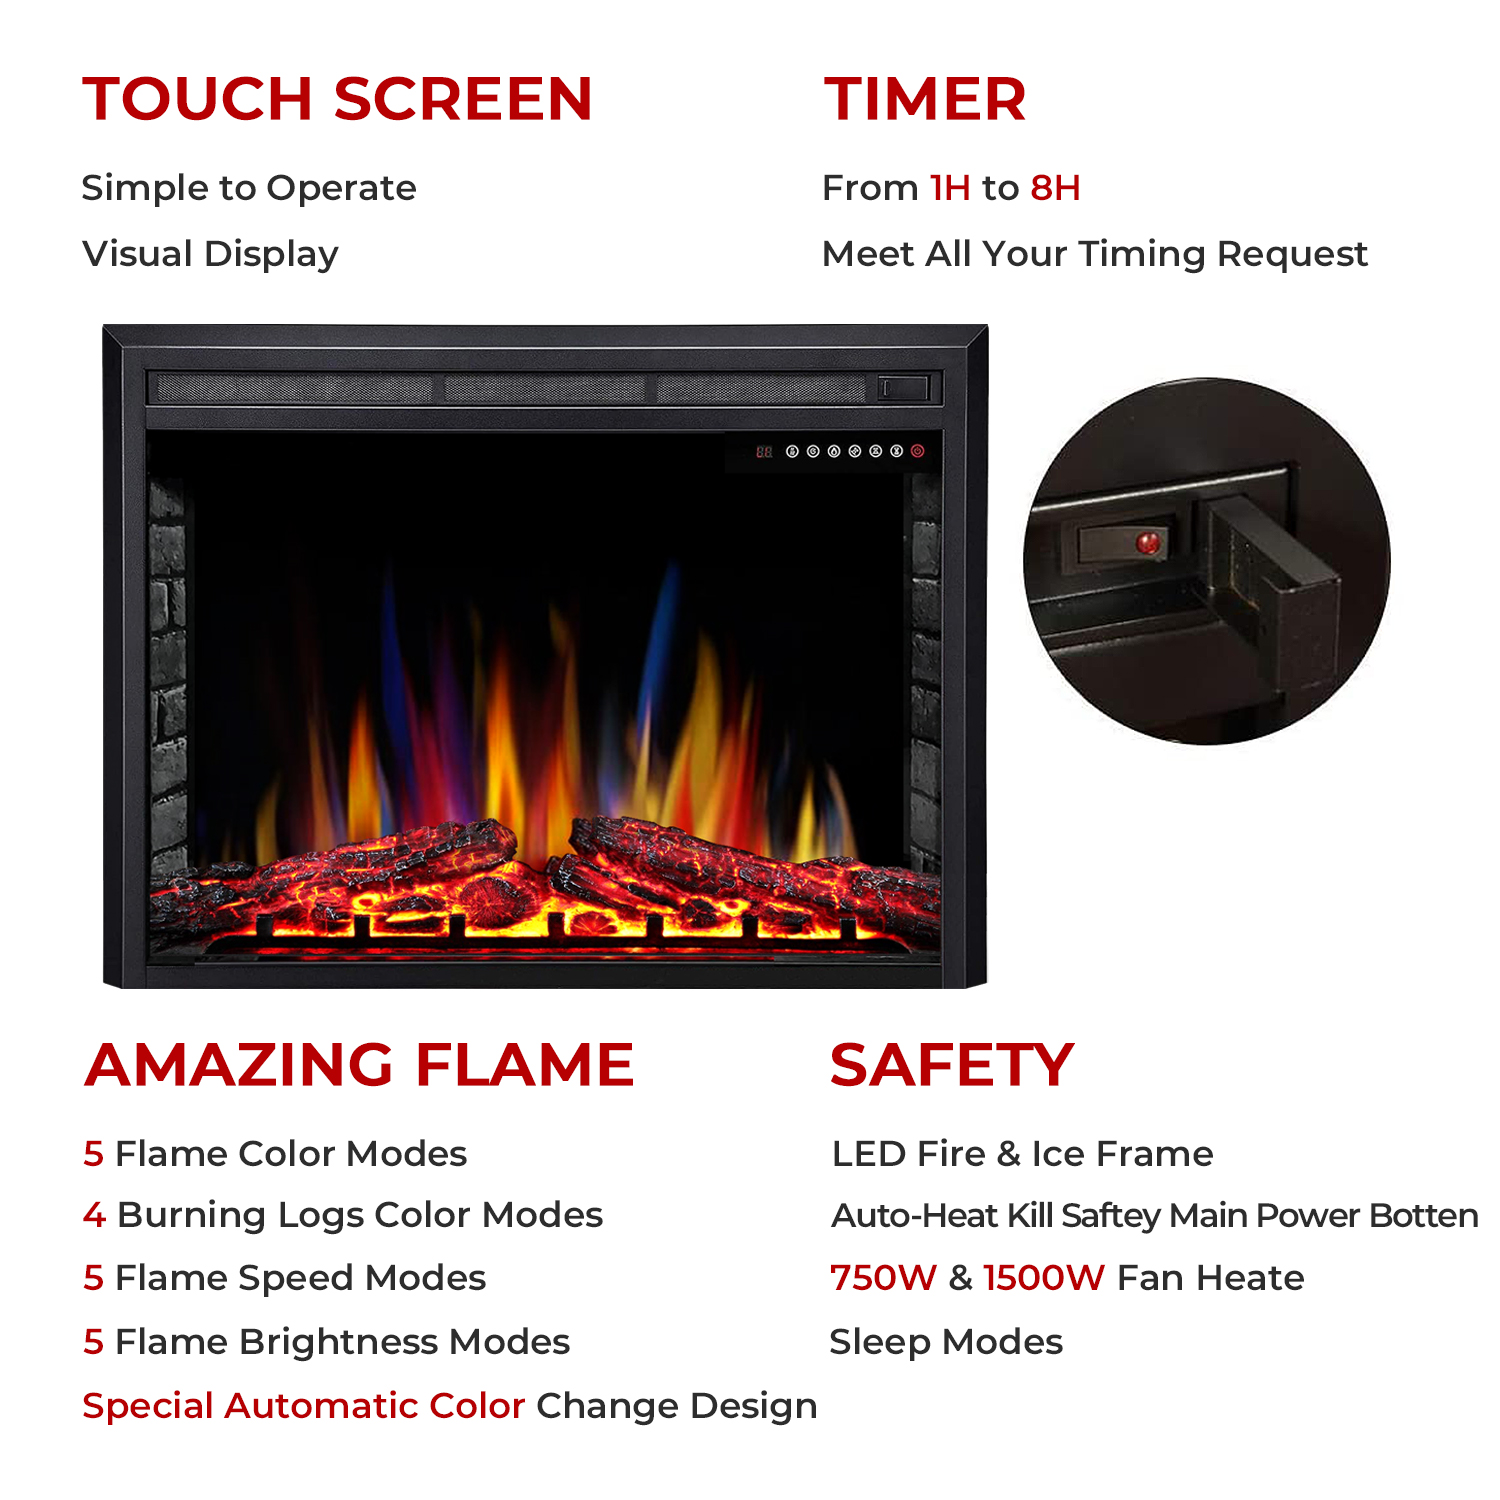 TOUCH SCREEN
Simple to Operate
Visual Display
TIMER
From 1H to 8H
Meet All Your Timing Request
AMAZING FLAME
5 Flame Color Modes
4 Burning Logs Color Modes
5 Flame Speed Modes
5 Flame Brightness Modes
Special Automatic Color Change Design
SAFETY
LED Fire & Ice Frame
Auto-Heat Kill Saftey Main Power Botten
750W & 1500W Fan Heate
Sleep Modes